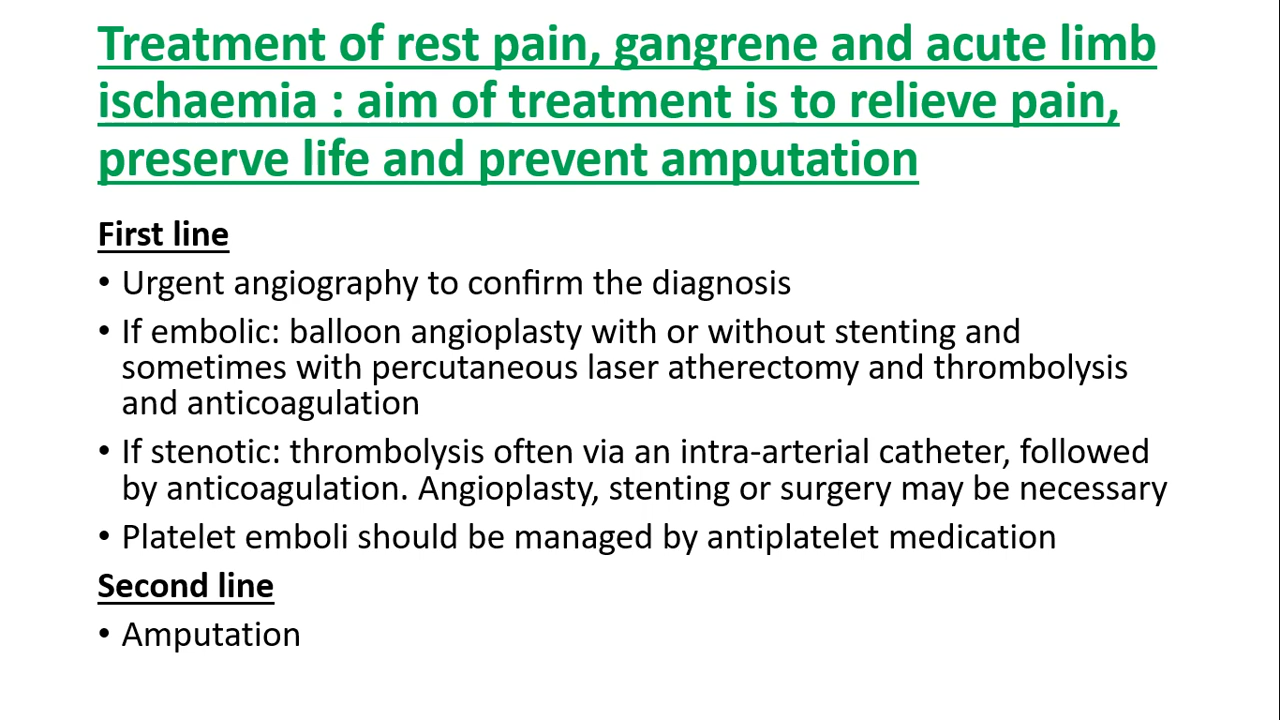 Treatment of rest pain, gangrene and acute limb
ischaemia : aim of treatment is to relieve pain,
preserve life and prevent amputation
First line
• Urgent angiography to confirm the diagnosis
• If embolic: balloon angioplasty with or without stenting and
sometimes with percutaneous laser atherectomy and thrombolysis
and anticoagulation
• If stenotic: thrombolysis often via an intra-arterial catheter, followed
by anticoagulation. Angioplasty, stenting or surgery may be necessary
• Platelet emboli should be managed by antiplatelet medication
Second line
• Amputation